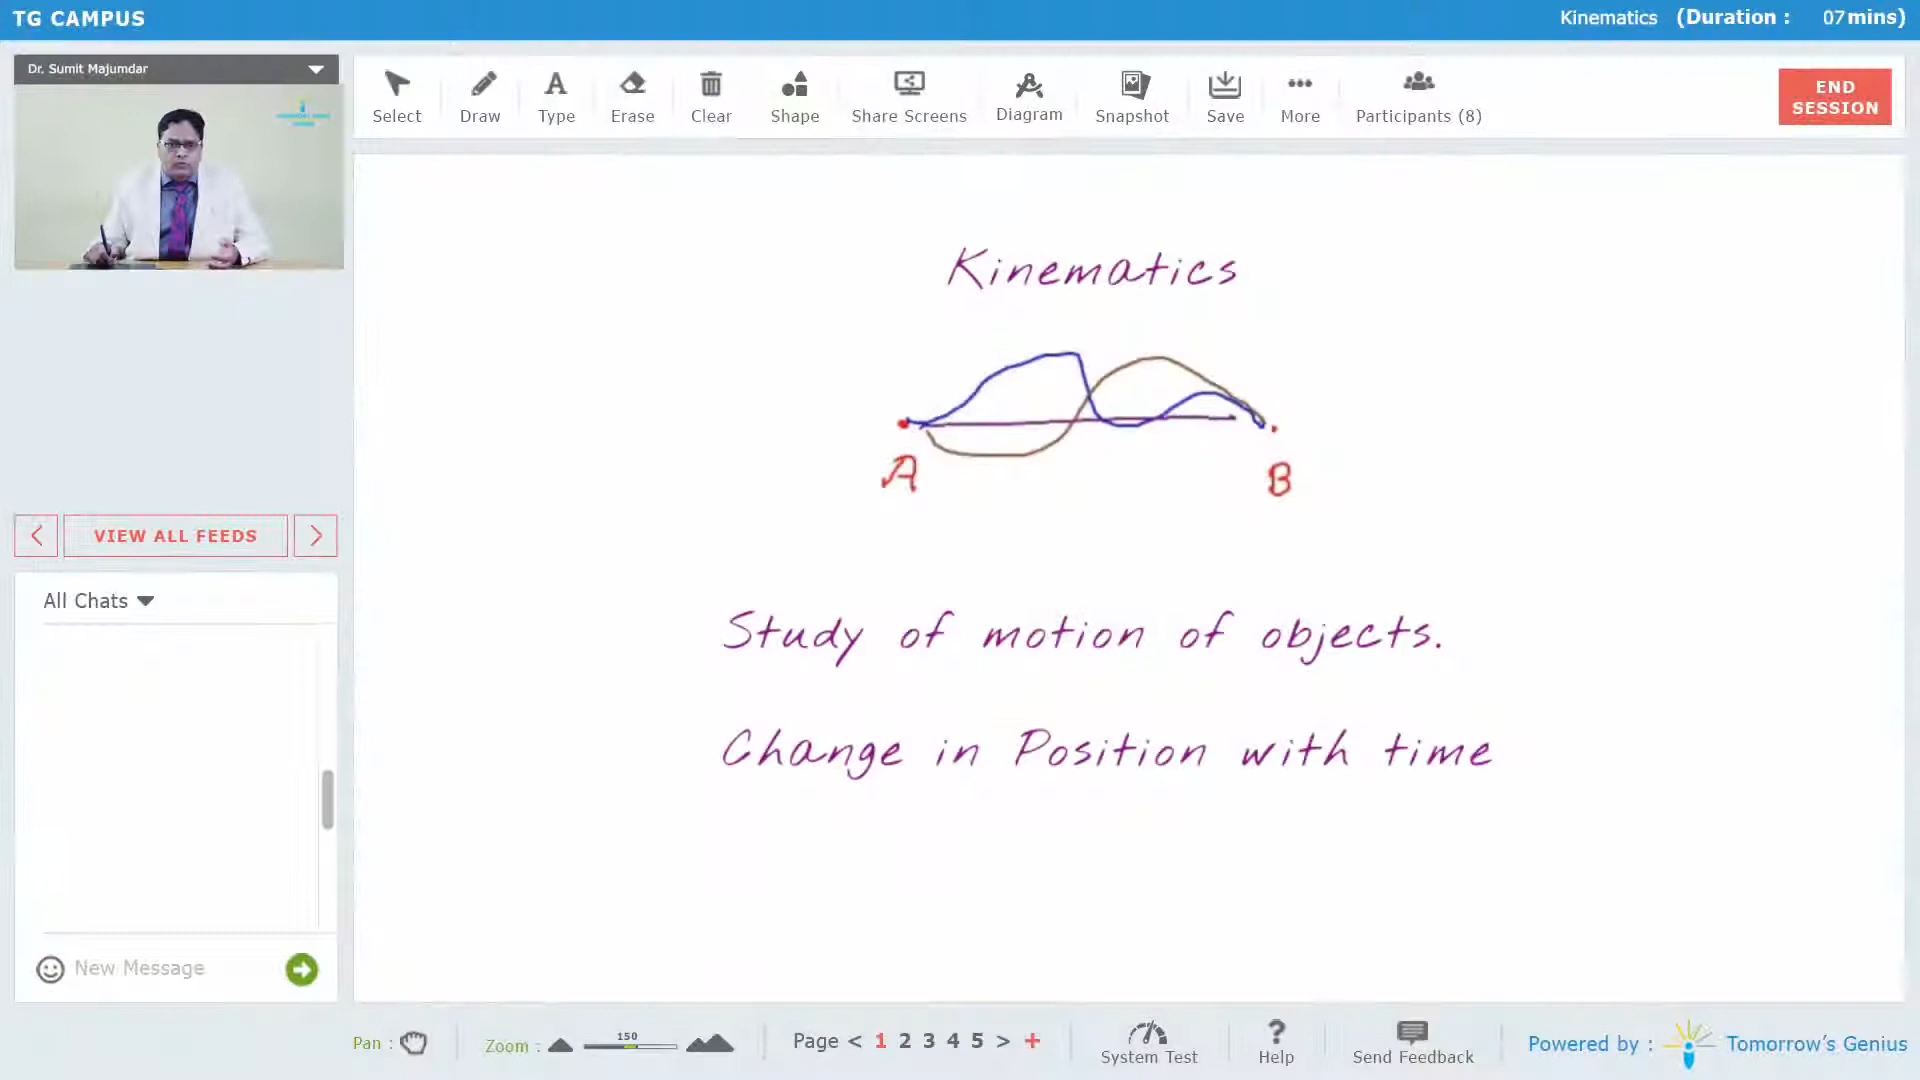 TG CAMPUS
Kinematics (Duration : 07mins)
Dr. Sumit Majumdar
Select
Draw
Type
Erase
Clear
Shape
Share Screens
Diagram
Snapshot
Save
More
Participants (8)
END
SESSION
Kinematics
A
B
Study of motion of objects.
Change in Position with time
< VIEW ALL FEEDS >
All Chats
New Message
Pan :
Zoom : 150
Page < 1 2 3 4 5 > +
System Test
Help
Send Feedback
Powered by : Tomorrow's Genius